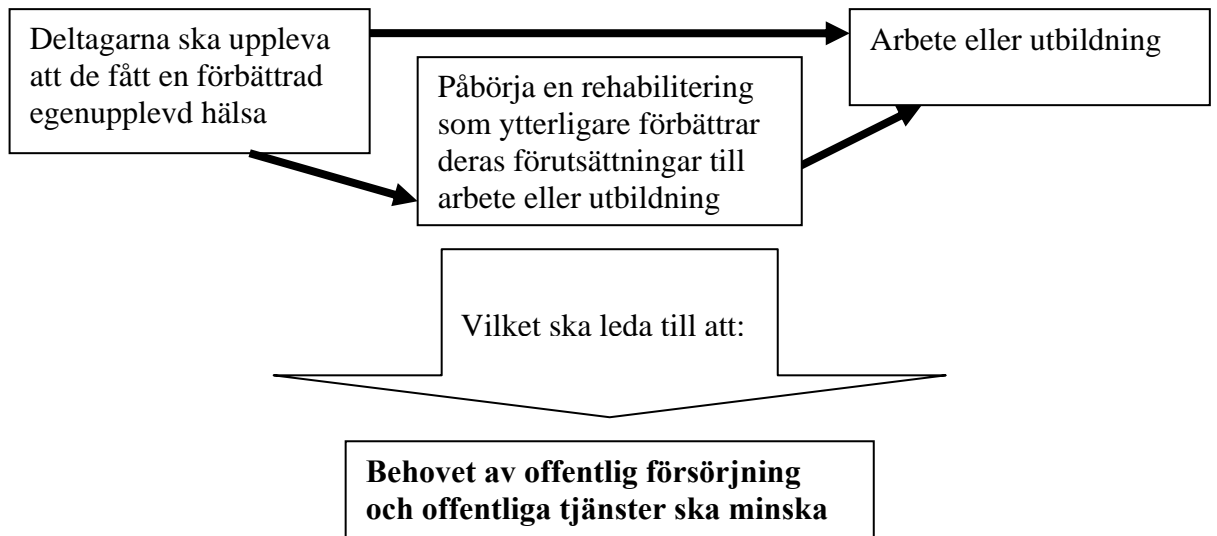 Deltagarna ska uppleva
att de fått en förbättrad
egenupplevd hälsa
Arbete eller utbildning
Påbörja en rehabilitering
som ytterligare förbättrar
deras förutsättningar till
arbete eller utbildning
Vilket ska leda till att:
Behovet av offentlig försörjning
och offentliga tjänster ska minska